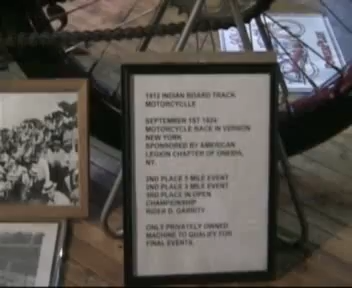 1912 INDIAN BOARD TRACK
MOTORCYCLE
SEPTEMBER 1ST 1924
MOTORCYCLE RACE IN VERNON
NEW YORK
SPONSORED BY AMERICAN
LEGION CHAPTER OF ONEIDA,
NY.
2ND PLACE 5 MILE EVENT
2ND PLACE 3 MILE EVENT
3RD PLACE IN OPEN
CHAMPIONSHIP
RIDER D. GARRITY
ONLY PRIVATELY OWNED
MACHINE TO QUALIFY FOR
FINAL EVENTS.